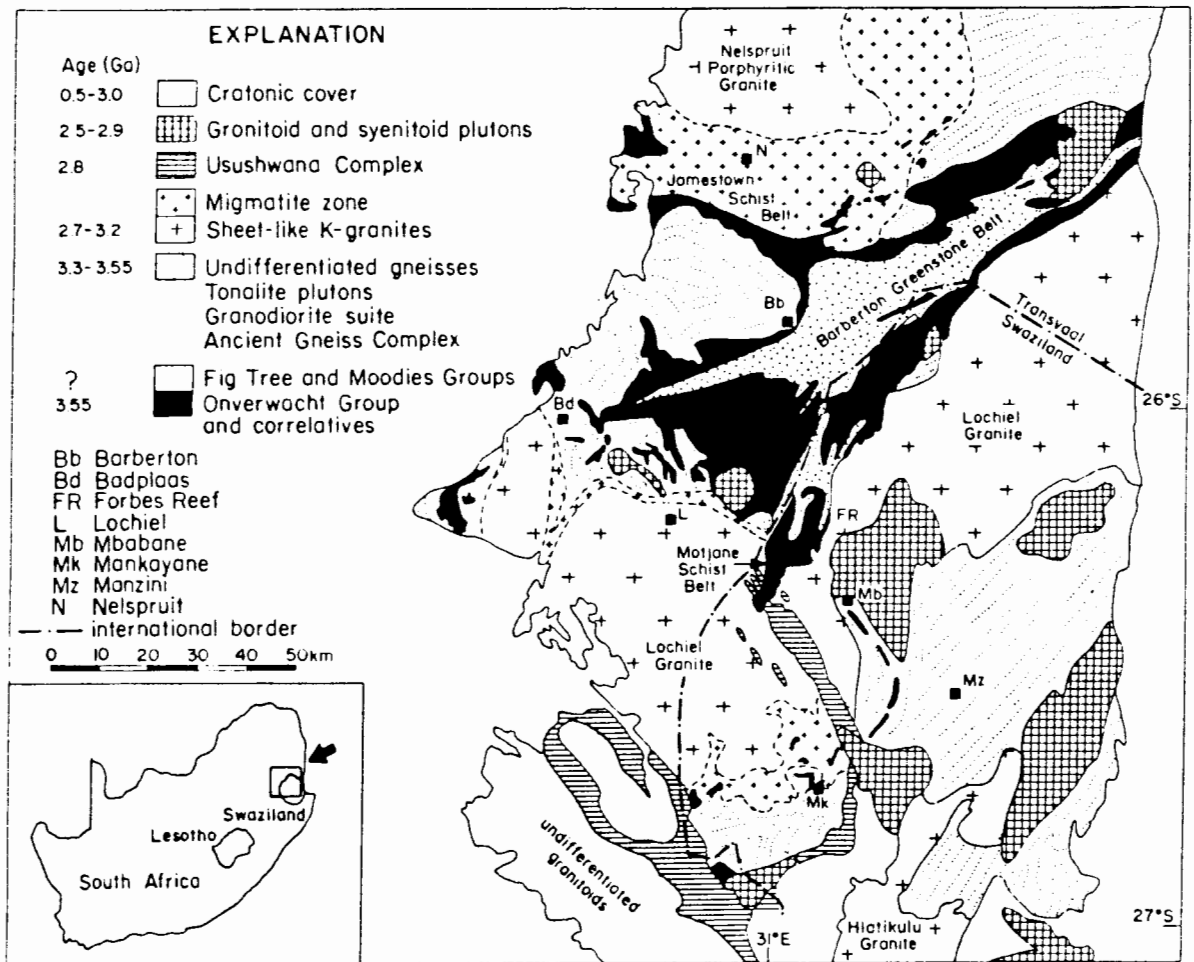 EXPLANATION
Age (Ga)
0.5-3.0 Cratonic cover
2.5-2.9 Gronitoid and syenitoid plutons
2.8 Usushwana Complex
Migmatite zone
2.7-3.2 + Sheet-like K-granites
3.3-3.55 Undifferentiated gneisses
Tonalite plutons
Granodiorite suite
Ancient Gneiss Complex
? Fig Tree and Moodies Groups
3.55 Onverwacht Group
and correlatives
Bb Barberton
Bd Badplaas
FR Forbes Reef
L Lochiel
Mb Mbabane
Mk Mankayane
Mz Manzini
N Nelspruit
international border
0 10 20 30 40 50km
Swaziland
Lesotho
South Africa
Nelspruit
Porphyritic
Granite
N
Jamestown
Schist
Belt
Barberton Greenstone Belt
Bb
Transvaal
Swaziland
Bd
26°S
Lochiel
Granite
L
FR
Motjane
Schist
Belt
Mb
Lochiel
Granite
Mz
Mk
undifferentiated
granitoids
31°E
Hlatikulu
Granite
27°S